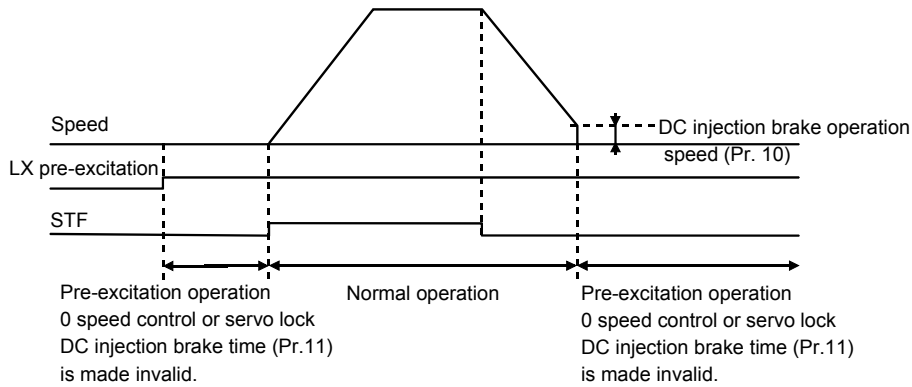 Speed
DC injection brake operation
speed (Pr. 10)
LX pre-excitation
STF
Pre-excitation operation
0 speed control or servo lock
DC injection brake time (Pr.11)
is made invalid.
Normal operation
Pre-excitation operation
0 speed control or servo lock
DC injection brake time (Pr.11)
is made invalid.